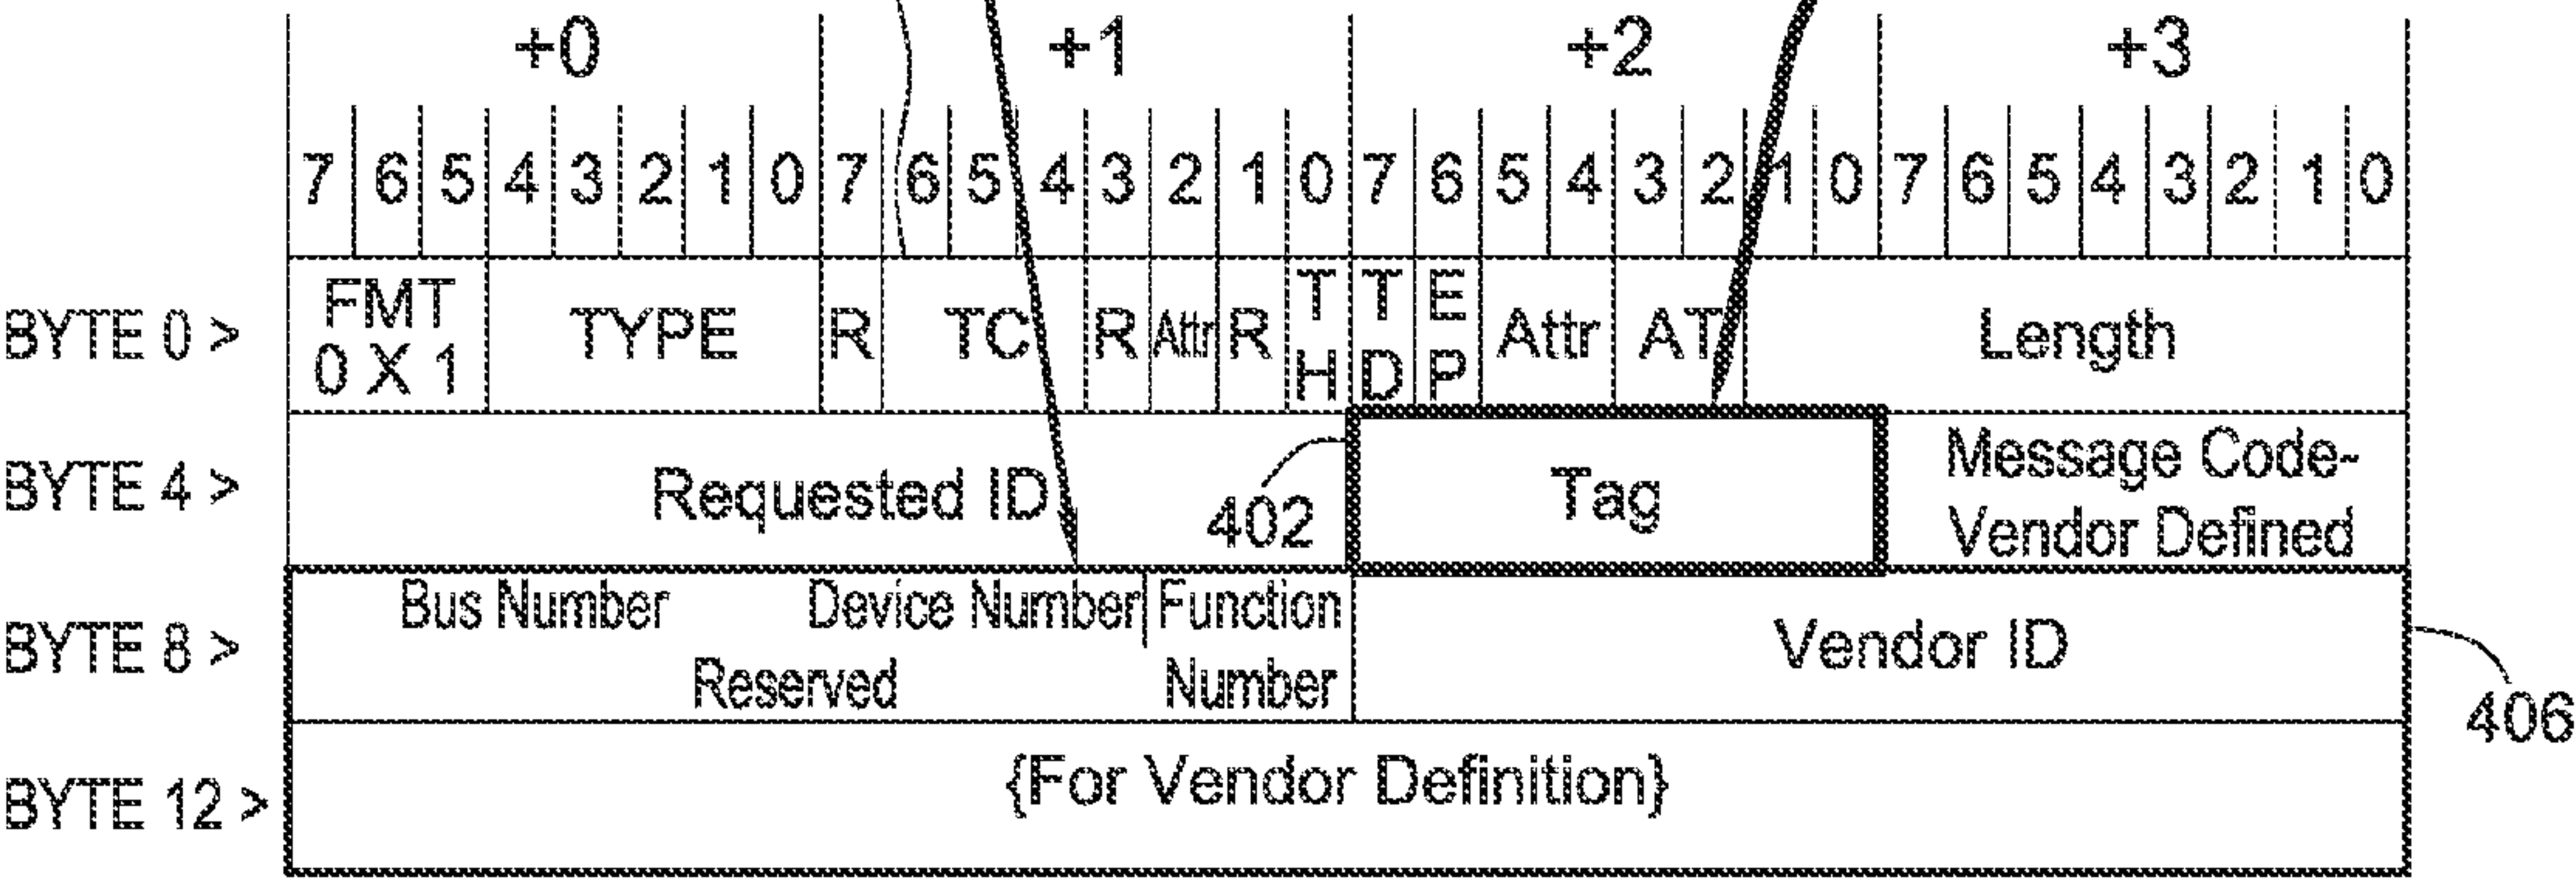 +0 +1 +2 +3
7 6 5 4 3 2 1 0 7 6 5 4 3 2 1 0 7 6 5 4 3 2 1 0 7 6 5 4 3 2 1 0
BYTE 0 > FMT 0 X 1 TYPE R TC R Attr R TH TD EP Attr AT Length
BYTE 4 > Requested ID 402 Tag Message Code-
Vendor Defined
BYTE 8 > Bus Number Device Number Function Number Vendor ID
Reserved
406
BYTE 12 > {For Vendor Definition}